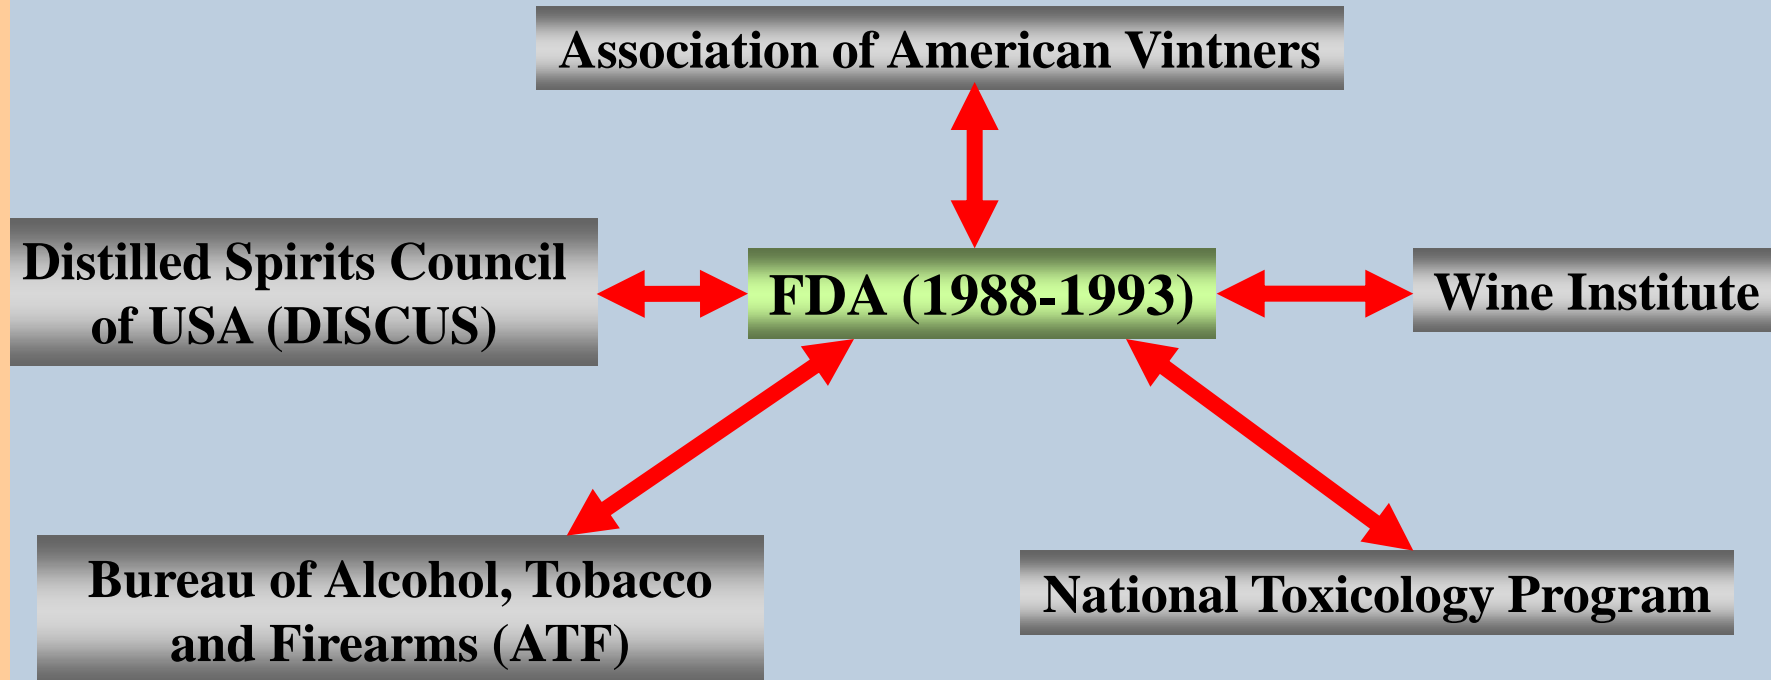 Association of American Vintners
Distilled Spirits Council
of USA (DISCUS)
FDA (1988-1993)
Wine Institute
Bureau of Alcohol, Tobacco
and Firearms (ATF)
National Toxicology Program